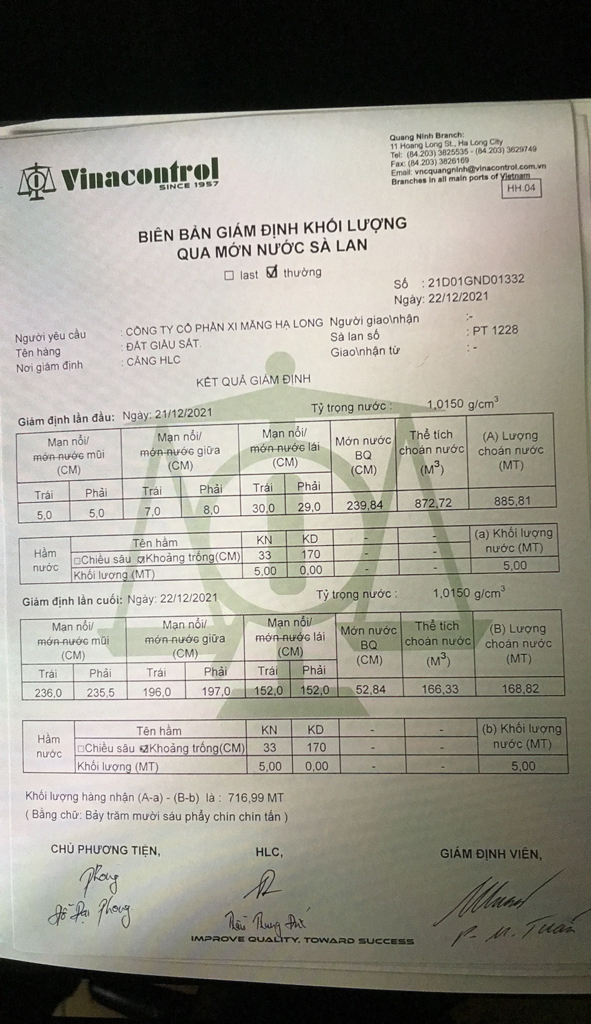 Vinacontrol
SINCE 1957
Quang Ninh Branch:
11 Hoang Long St., Ha Long City
Tel: (84.203) 3825535 - (84.203) 3629749
Fax: (84.203) 3826169
Email: vncquangninh@vinacontrol.com.vn
Branches in all main ports of Vietnam
HH.04
BIÊN BẢN GIÁM ĐỊNH KHỐI LƯỢNG
QUA MỚN NƯỚC SÀ LAN
☐ last ☑ thường
Số : 21D01GND01332
Ngày: 22/12/2021
Người yêu cầu : CÔNG TY CỔ PHẦN XI MĂNG HẠ LONG Người giao\nhận :-
Tên hàng : ĐẤT GIÀU SẮT. Sà lan số : PT 1228
Nơi giám định : CẢNG HLC Giao\nhận từ : -
KẾT QUẢ GIÁM ĐỊNH
Giám định lần đầu: Ngày: 21/12/2021 Tỷ trọng nước : 1,0150 g/cm³
Mạn nổi/ mớn nước mũi (CM) Mạn nổi/ mớn nước giữa (CM) Mạn nổi/ mớn nước lái (CM) Mớn nước BQ (CM) Thể tích choán nước (M³) (A) Lượng choán nước (MT)
Trái Phải Trái Phải Trái Phải
5,0 5,0 7,0 8,0 30,0 29,0 239,84 872,72 885,81
Hầm nước Tên hầm KN KD - - (a) Khối lượng nước (MT)
☐Chiều sâu ☑Khoảng trống(CM) 33 170 - -
Khối lượng (MT) 5,00 0,00 - - 5,00
Giám định lần cuối: Ngày: 22/12/2021 Tỷ trọng nước : 1,0150 g/cm³
Mạn nổi/ mớn nước mũi (CM) Mạn nổi/ mớn nước giữa (CM) Mạn nổi/ mớn nước lái (CM) Mớn nước BQ (CM) Thể tích choán nước (M³) (B) Lượng choán nước (MT)
Trái Phải Trái Phải Trái Phải
236,0 235,5 196,0 197,0 152,0 152,0 52,84 166,33 168,82
Hầm nước Tên hầm KN KD - - (b) Khối lượng nước (MT)
☐Chiều sâu ☑Khoảng trống(CM) 33 170 - -
Khối lượng (MT) 5,00 0,00 - - 5,00
Khối lượng hàng nhận (A-a) - (B-b) là : 716,99 MT
( Bằng chữ: Bảy trăm mười sáu phẩy chín chín tấn )
CHỦ PHƯƠNG TIỆN, HLC, GIÁM ĐỊNH VIÊN,
Phong
Đỗ Đại Phong
IMPROVE QUALITY, TOWARD SUCCESS
P. M. Tuấn